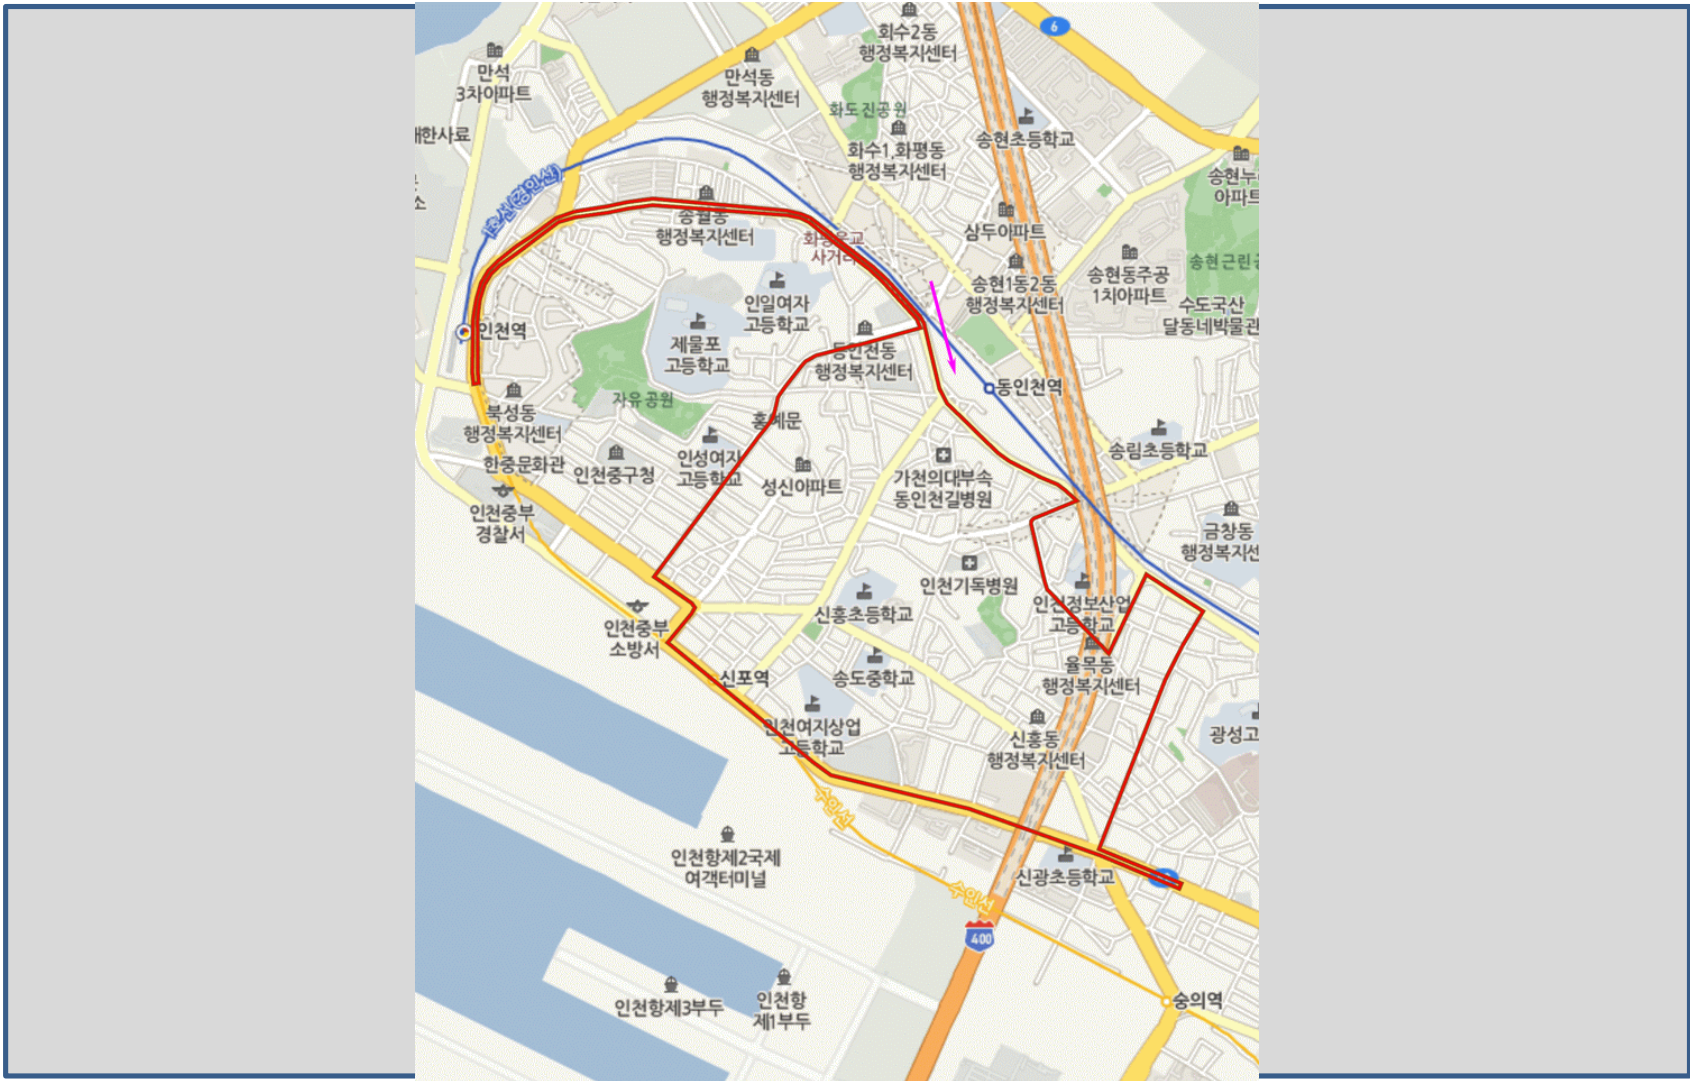 6
회수2동
행정복지센터
만석
3차아파트
만석동
행정복지센터
화도진공원
대한사료
송현초등학교
화수1,화평동
행정복지센터
소
1호선(경인선)
송월동
행정복지센터
송현누
아파트
화평운교
사거리
삼두아파트
송현근린공
송현동주공
1차아파트
송현1동2동
행정복지센터
인일여자
고등학교
수도국산
달동네박물관
인천역
제물포
고등학교
동인천동
행정복지센터
동인천역
자유공원
북성동
행정복지센터
홍예문
송림초등학교
한중문화관
인천중구청
인성여자
고등학교
성신아파트
가천의대부속
동인천길병원
인천중부
경찰서
금창동
행정복지센
인천기독병원
신흥초등학교
인천정보산업
고등학교
인천중부
소방서
율목동
행정복지센터
신포역
송도중학교
인천여자상업
고등학교
신흥동
행정복지센터
광성고
수인선
인천항제2국제
여객터미널
신광초등학교
수인선
400
숭의역
인천항제3부두
인천항
제1부두